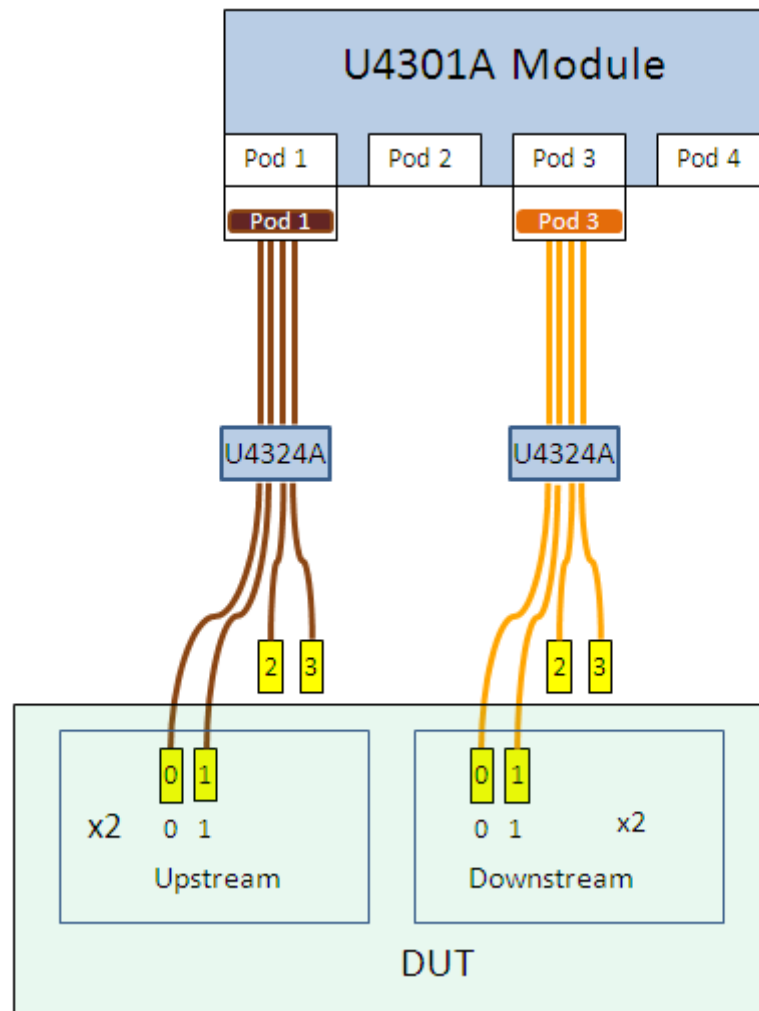 U4301A Module
Pod 1 Pod 2 Pod 3 Pod 4
Pod 1 Pod 3
U4324A U4324A
2 3 2 3
0 1 0 1
x2 0 1 0 1 x2
Upstream Downstream
DUT